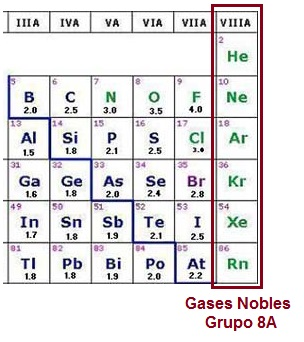 IIIA IVA VA VIA VIIA VIIIA
2
He
5 6 7 8 9 10
B C N O F Ne
2.0 2.5 3.0 3.5 4.0
13 14 15 16 17 18
Al Si P S Cl Ar
1.5 1.8 2.1 2.5 3.0
31 32 33 34 35 36
Ga Ge As Se Br Kr
1.6 1.8 2.0 2.4 2.8
49 50 51 52 53 54
In Sn Sb Te I Xe
1.7 1.8 1.9 2.1 2.5
81 82 83 84 85 86
Tl Pb Bi Po At Rn
1.8 1.8 1.9 2.0 2.2
Gases Nobles
Grupo 8A